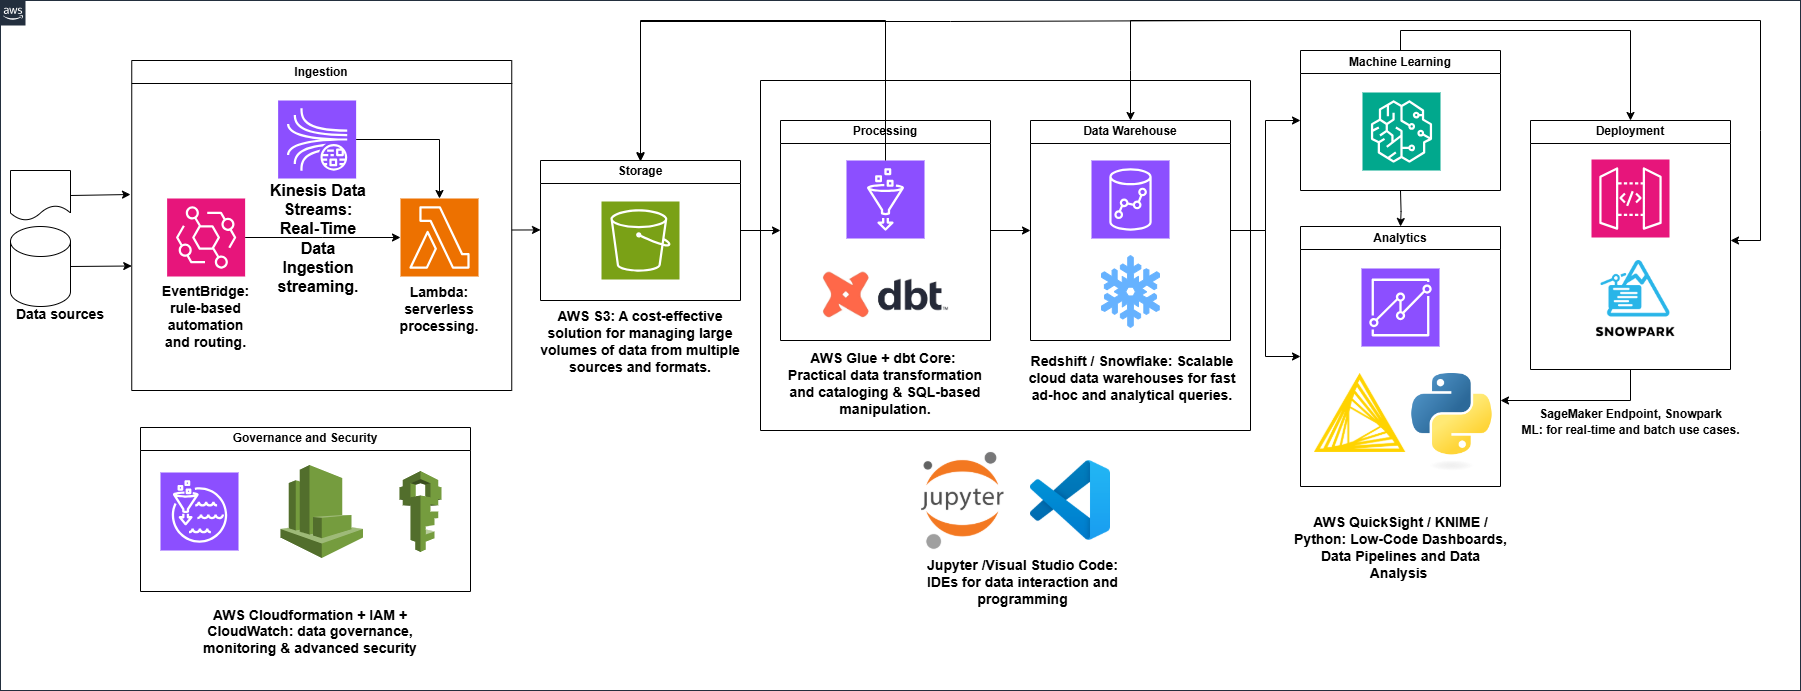 aws
Ingestion
Kinesis Data
Streams:
Real-Time
Data
Ingestion
streaming.
EventBridge:
rule-based
automation
and routing.
Lambda:
serverless
processing.
Data sources
Storage
AWS S3: A cost-effective
solution for managing large
volumes of data from multiple
sources and formats.
Processing
dbt
AWS Glue + dbt Core:
Practical data transformation
and cataloging & SQL-based
manipulation.
Data Warehouse
Redshift / Snowflake: Scalable
cloud data warehouses for fast
ad-hoc and analytical queries.
Machine Learning
Analytics
AWS QuickSight / KNIME /
Python: Low-Code Dashboards,
Data Pipelines and Data
Analysis
Deployment
</>
SNOWPARK
SageMaker Endpoint, Snowpark
ML: for real-time and batch use cases.
Governance and Security
AWS Cloudformation + IAM +
CloudWatch: data governance,
monitoring & advanced security
jupyter
Jupyter /Visual Studio Code:
IDEs for data interaction and
programming